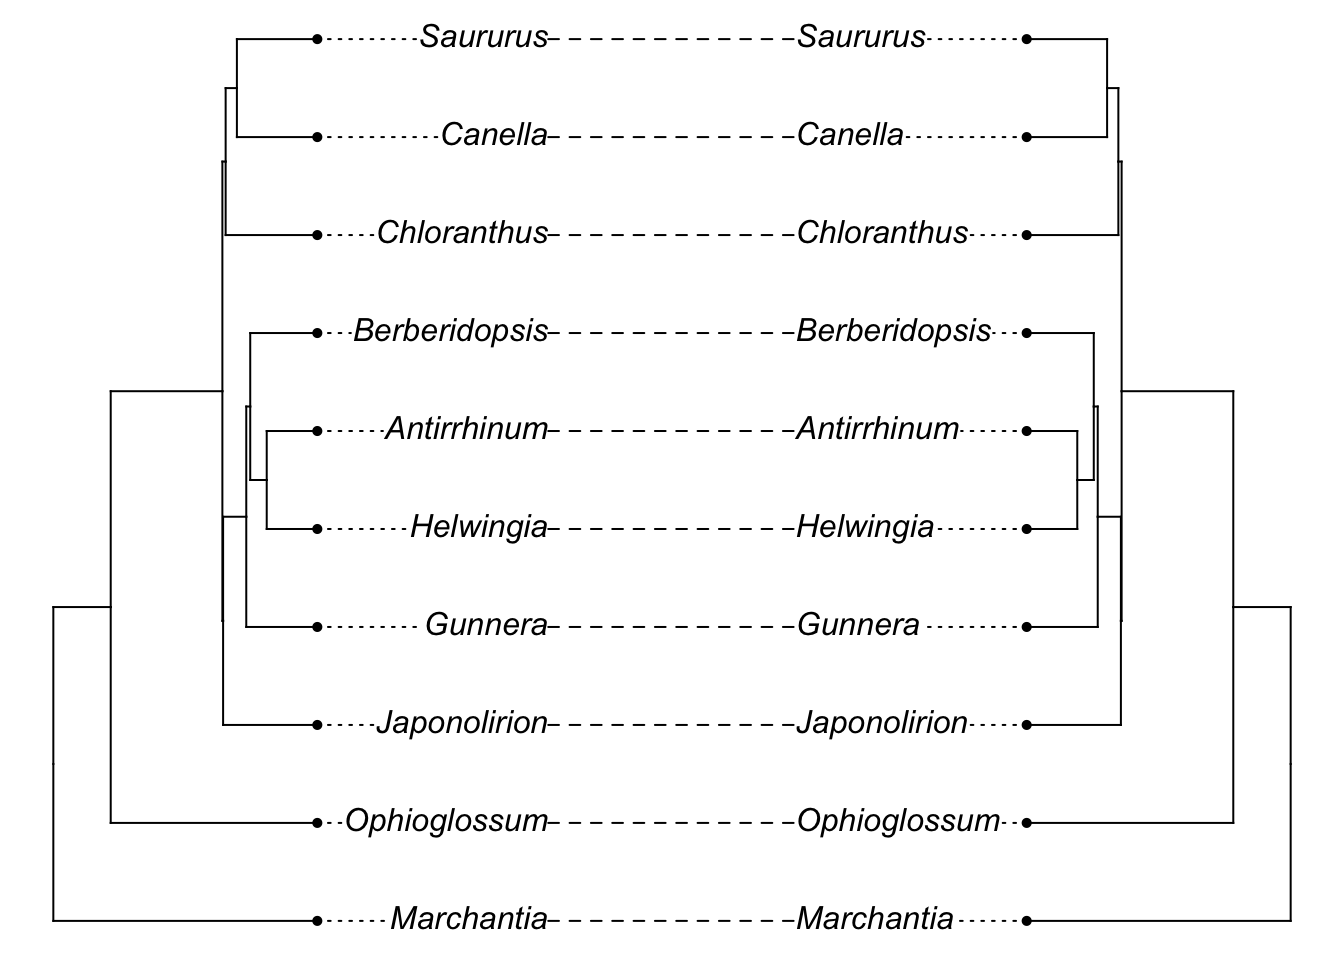 Saururus Saururus
Canella Canella
Chloranthus Chloranthus
Berberidopsis Berberidopsis
Antirrhinum Antirrhinum
Helwingia Helwingia
Gunnera Gunnera
Japonolirion Japonolirion
Ophioglossum Ophioglossum
Marchantia Marchantia